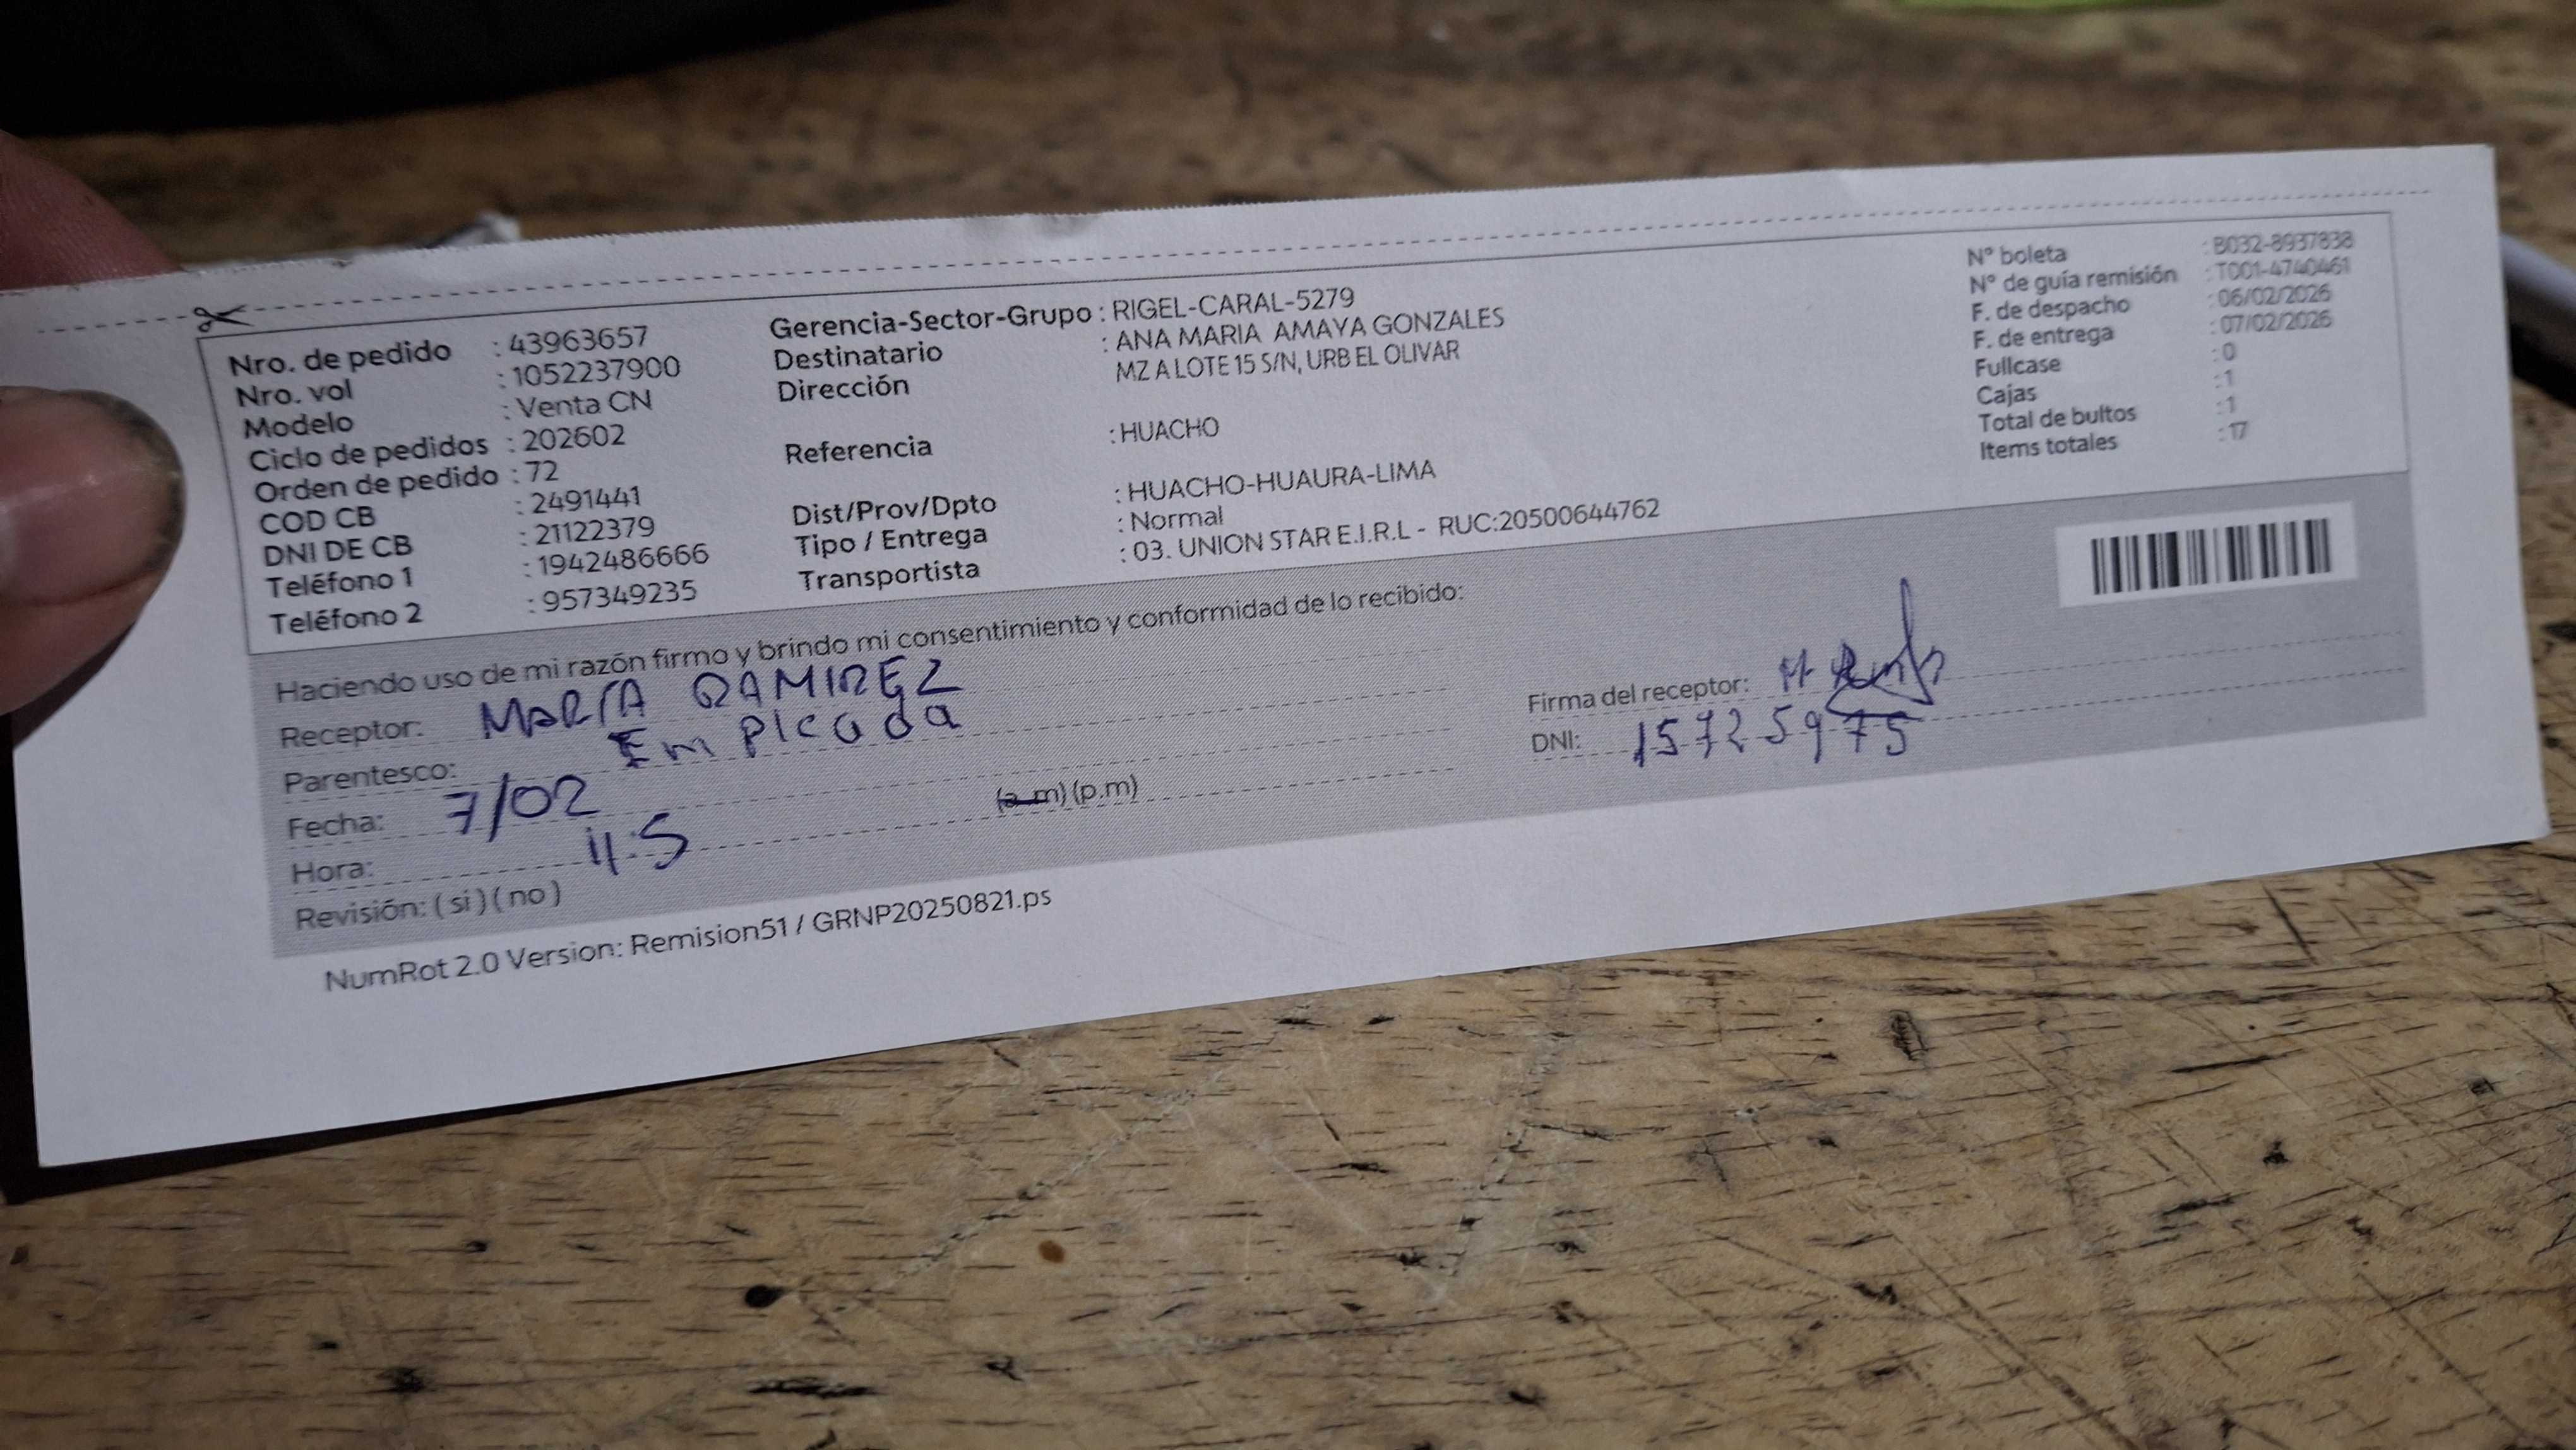 Nro. de pedido : 43963657
Nro. vol : 1052237900
Modelo : Venta CN
Ciclo de pedidos : 202602
Orden de pedido : 72
COD CB : 2491441
DNI DE CB : 21122379
Teléfono 1 : 1942486666
Teléfono 2 : 957349235
Gerencia-Sector-Grupo : RIGEL-CARAL-5279
Destinatario : ANA MARIA AMAYA GONZALES
Dirección MZ A LOTE 15 S/N, URB EL OLIVAR
Referencia : HUACHO
Dist/Prov/Dpto : HUACHO-HUAURA-LIMA
Tipo / Entrega : Normal
Transportista : 03. UNION STAR E.I.R.L - RUC:20500644762
N° boleta : B032-8937838
N° de guía remisión : T001-4740461
F. de despacho : 06/02/2026
F. de entrega : 07/02/2026
Fullcase : 0
Cajas : 1
Total de bultos : 1
Items totales : 17
Haciendo uso de mi razón firmo y brindo mi consentimiento y conformidad de lo recibido:
Receptor: MARIA RAMIREZ
Parentesco: Empleada
Fecha: 7/02
Hora: 11:5 (a.m) (p.m)
Revisión: ( si ) ( no )
Firma del receptor:
DNI: 15725975
NumRot 2.0 Version: Remision51 / GRNP20250821.ps